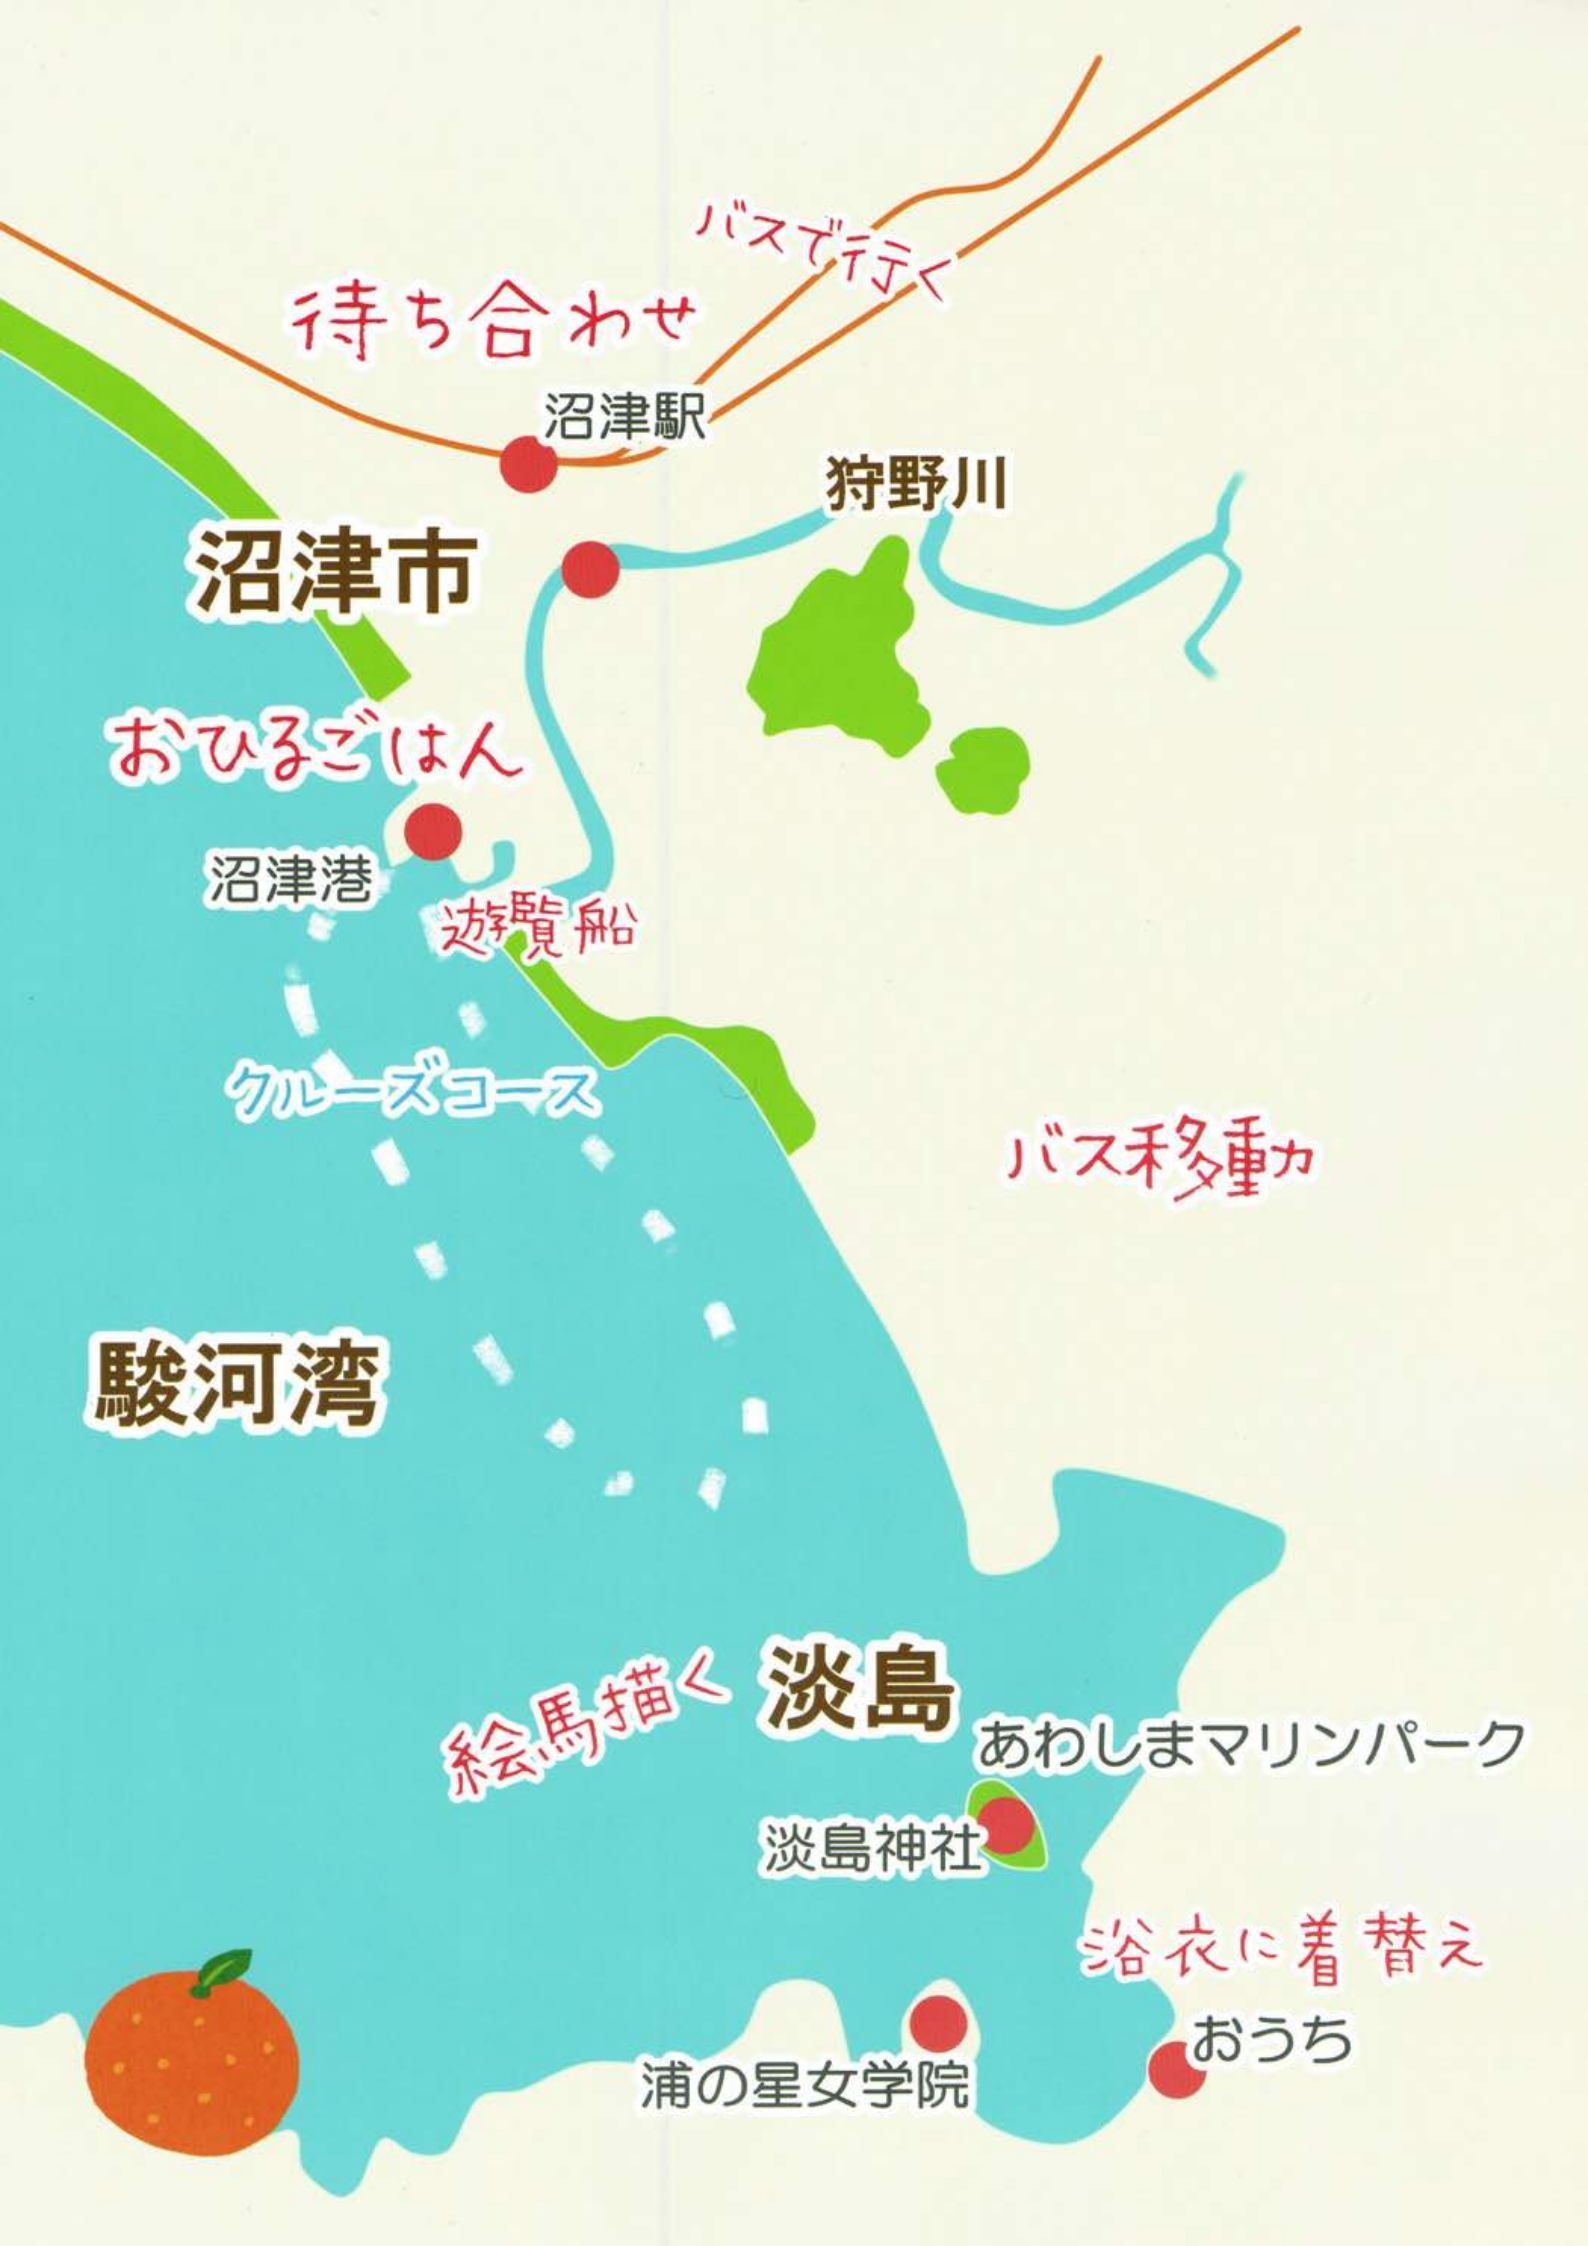 バスで行く
待ち合わせ
沼津駅
狩野川
沼津市
おひるごはん
沼津港
遊覧船
クルーズコース
バス移動
駿河湾
絵馬描く
淡島
あわしまマリンパーク
淡島神社
浴衣に着替え
おうち
浦の星女学院